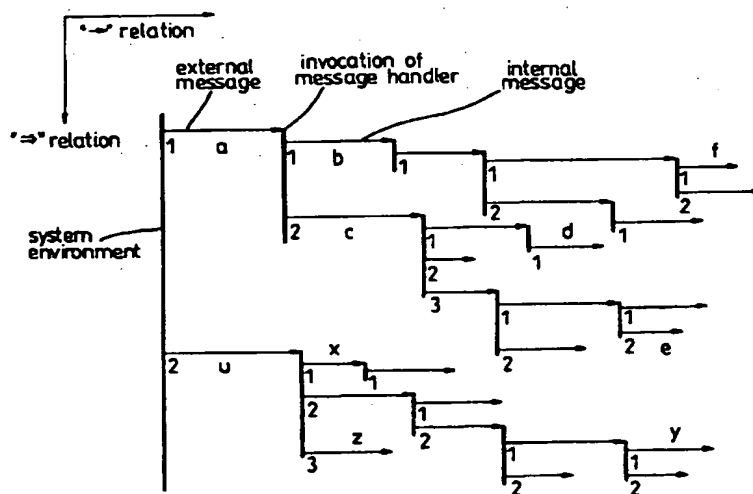 "→" relation
external message
invocation of message handler
internal message
"⇒" relation
1 a
1 b
1
1
1
f
2
2
1
system environment
2 c
1
1 d
2
3
1
1
2 e
2
2 u
1 x
1
2
1
2
3 z
1
1 y
2
2